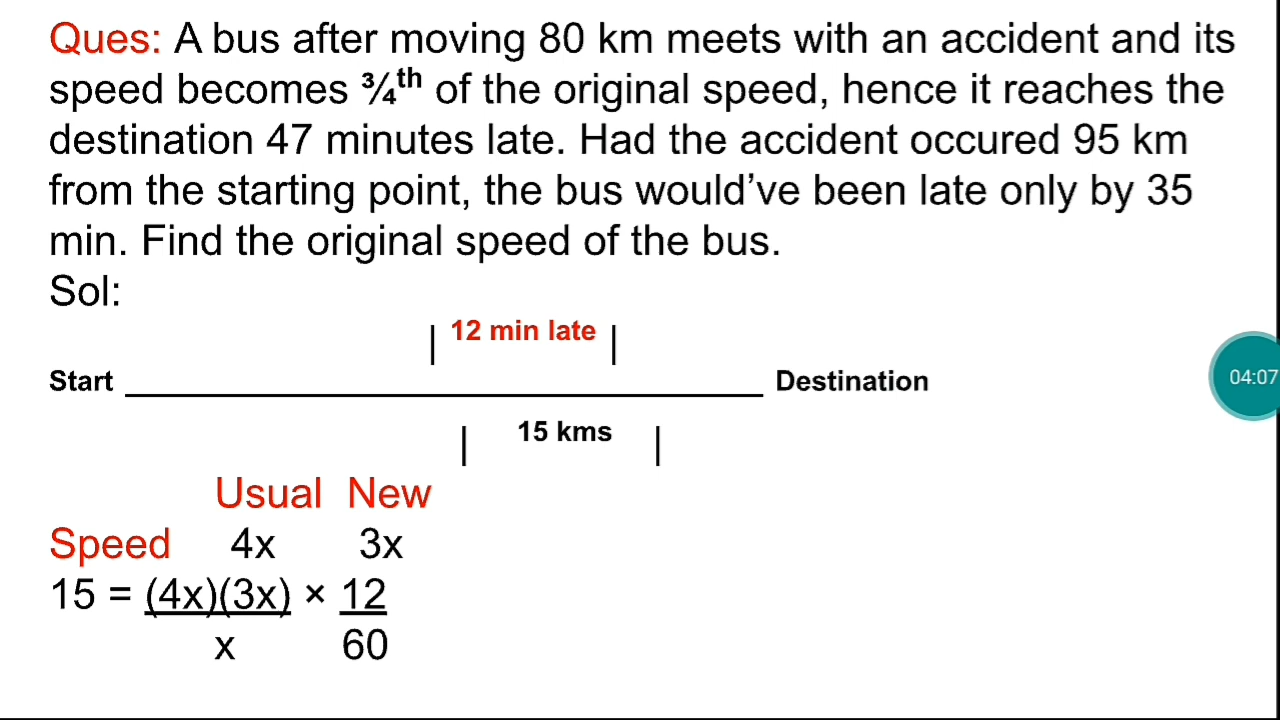 Ques: A bus after moving 80 km meets with an accident and its
speed becomes ¾th of the original speed, hence it reaches the
destination 47 minutes late. Had the accident occured 95 km
from the starting point, the bus would’ve been late only by 35
min. Find the original speed of the bus.
Sol:
12 min late
Start Destination
04:07
15 kms
Usual New
Speed 4x 3x
15 = (4x)(3x) × 12
x 60